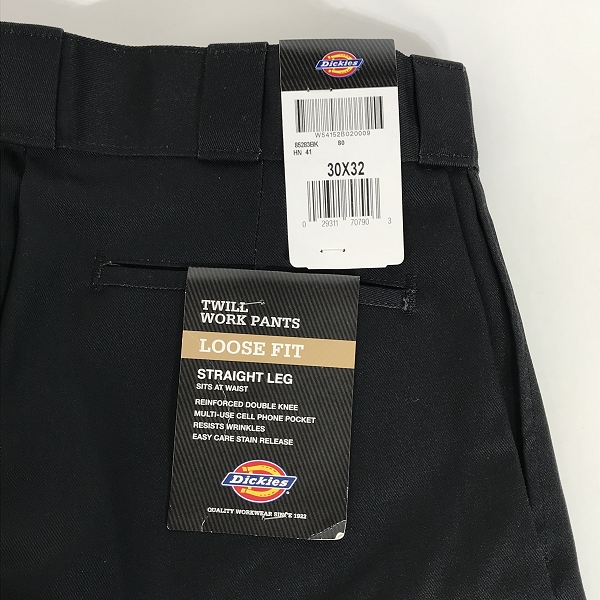 Dickies
W54152B020009
85283BK 80
HN 41
30X32
0 29311 70790 3
TWILL
WORK PANTS
LOOSE FIT
STRAIGHT LEG
SITS AT WAIST
REINFORCED DOUBLE KNEE
MULTI-USE CELL PHONE POCKET
RESISTS WRINKLES
EASY CARE STAIN RELEASE
Dickies
QUALITY WORKWEAR SINCE 1922